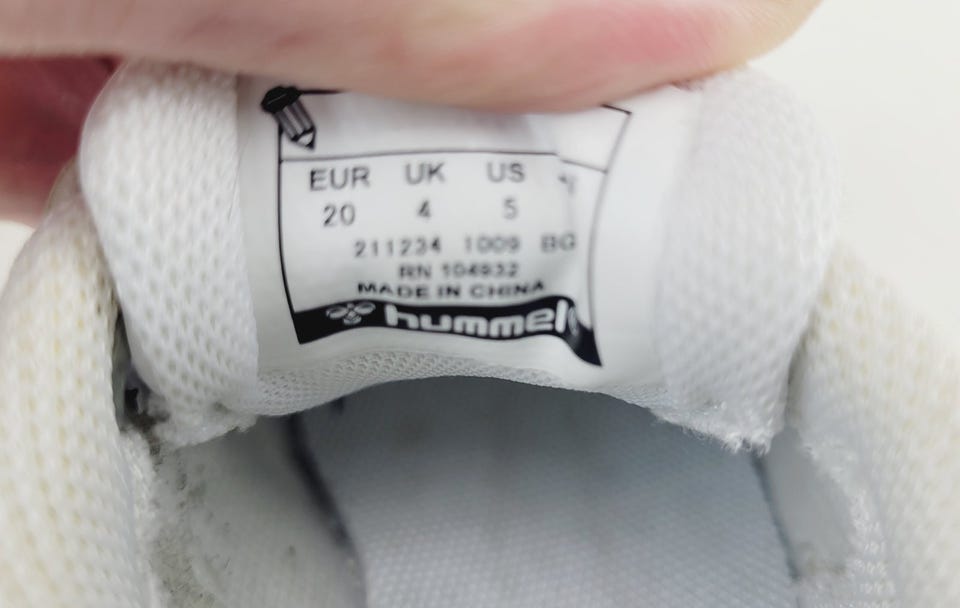 EUR UK US
20 4 5
211234 1009 BG
RN 104932
MADE IN CHINA
hummel